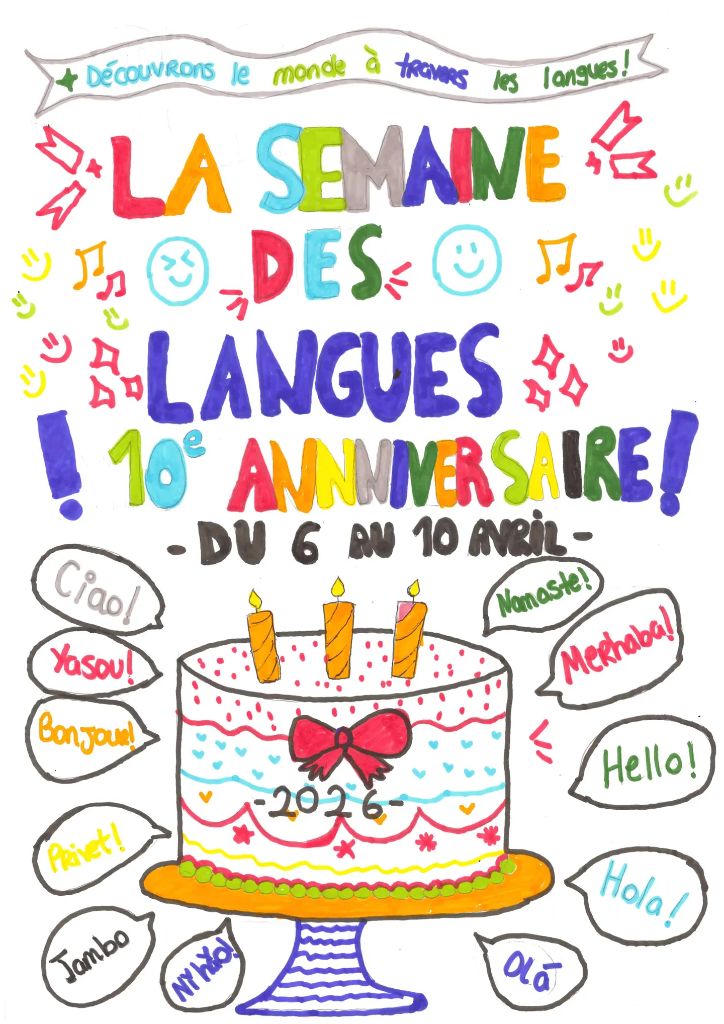 Découvrons le monde à travers les langues!
LA SEMAINE
DES
LANGUES
10e ANNNIVERSAIRE!
- DU 6 AU 10 AVRIL -
Ciao!
Namaste!
Yasou!
Merhaba!
Bonjour!
Hello!
-2026-
Privet!
Hola!
Jambo
Olá